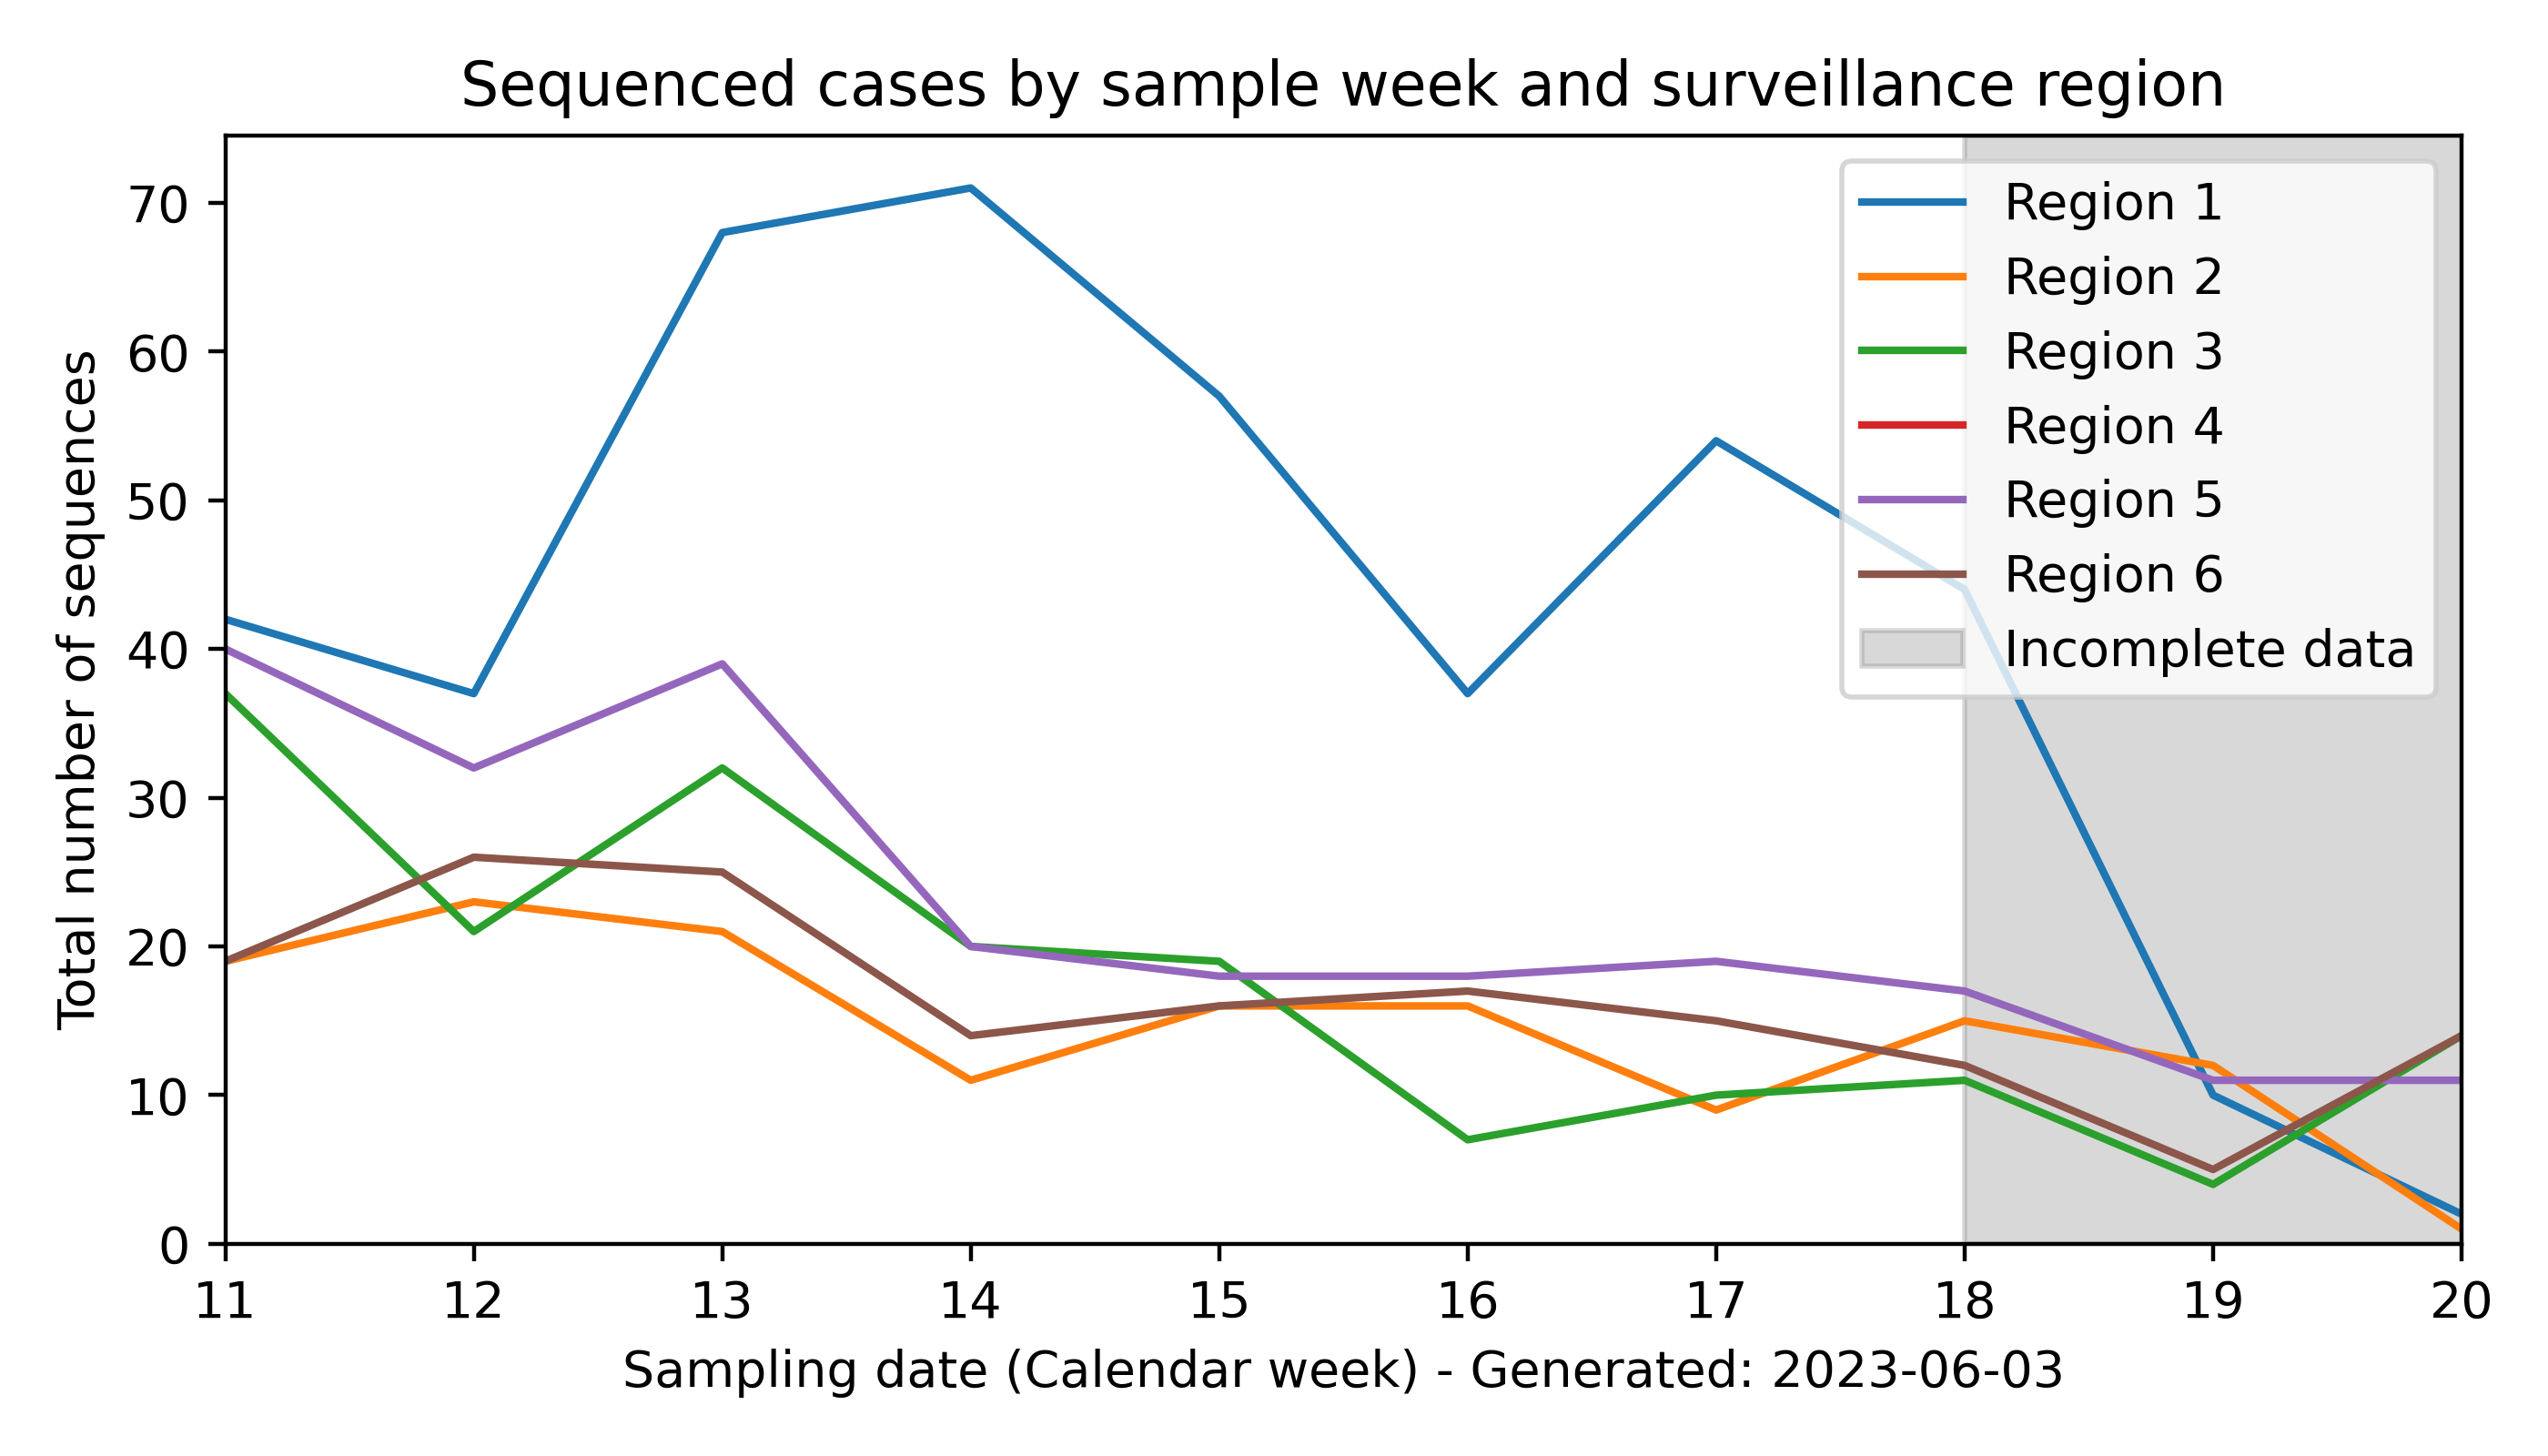 Sequenced cases by sample week and surveillance region
Total number of sequences
70
60
50
40
30
20
10
0
Region 1
Region 2
Region 3
Region 4
Region 5
Region 6
Incomplete data
11 12 13 14 15 16 17 18 19 20
Sampling date (Calendar week) - Generated: 2023-06-03